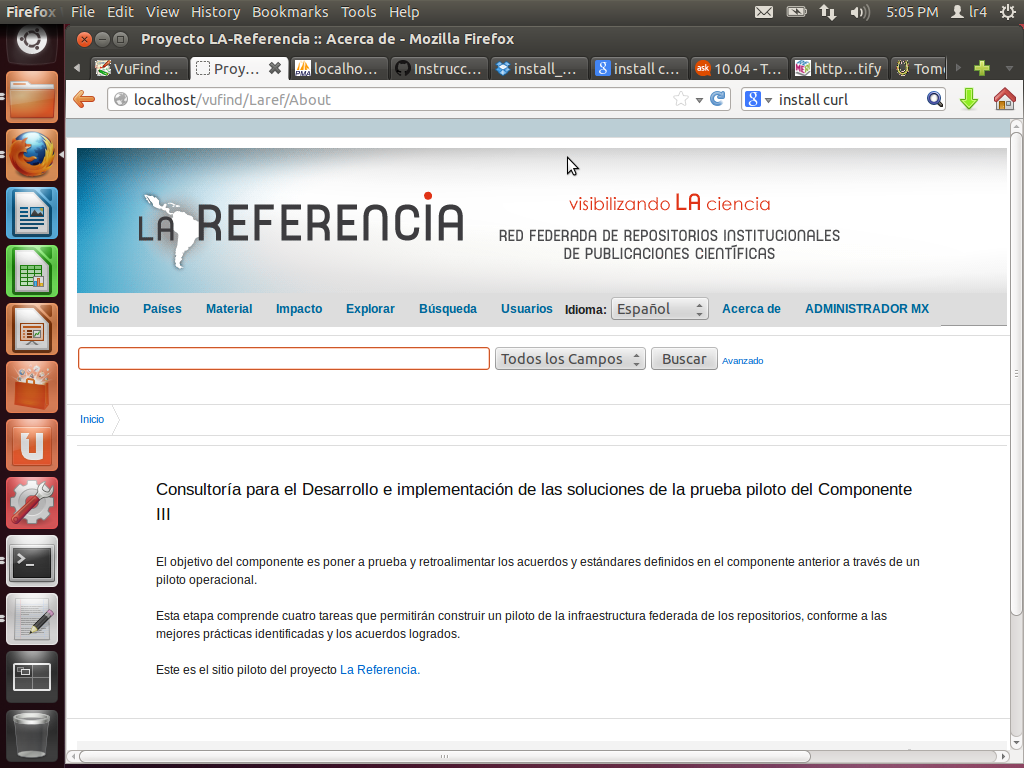 Firefox File Edit View History Bookmarks Tools Help 5:05 PM lr4
Proyecto LA-Referencia :: Acerca de - Mozilla Firefox
VuFind ... Proy... localho... Instrucc... install_... install c... 10.04 - T... http...tify Tom
localhost/vufind/Laref/About install curl
LA REFERENCIA
visibilizando LA ciencia
RED FEDERADA DE REPOSITORIOS INSTITUCIONALES
DE PUBLICACIONES CIENTÍFICAS
Inicio Países Material Impacto Explorar Búsqueda Usuarios Idioma: Español Acerca de ADMINISTRADOR MX
Todos los Campos Buscar Avanzado
Inicio
Consultoría para el Desarrollo e implementación de las soluciones de la prueba piloto del Componente
III
El objetivo del componente es poner a prueba y retroalimentar los acuerdos y estándares definidos en el componente anterior a través de un
piloto operacional.
Esta etapa comprende cuatro tareas que permitirán construir un piloto de la infraestructura federada de los repositorios, conforme a las
mejores prácticas identificadas y los acuerdos logrados.
Este es el sitio piloto del proyecto La Referencia.